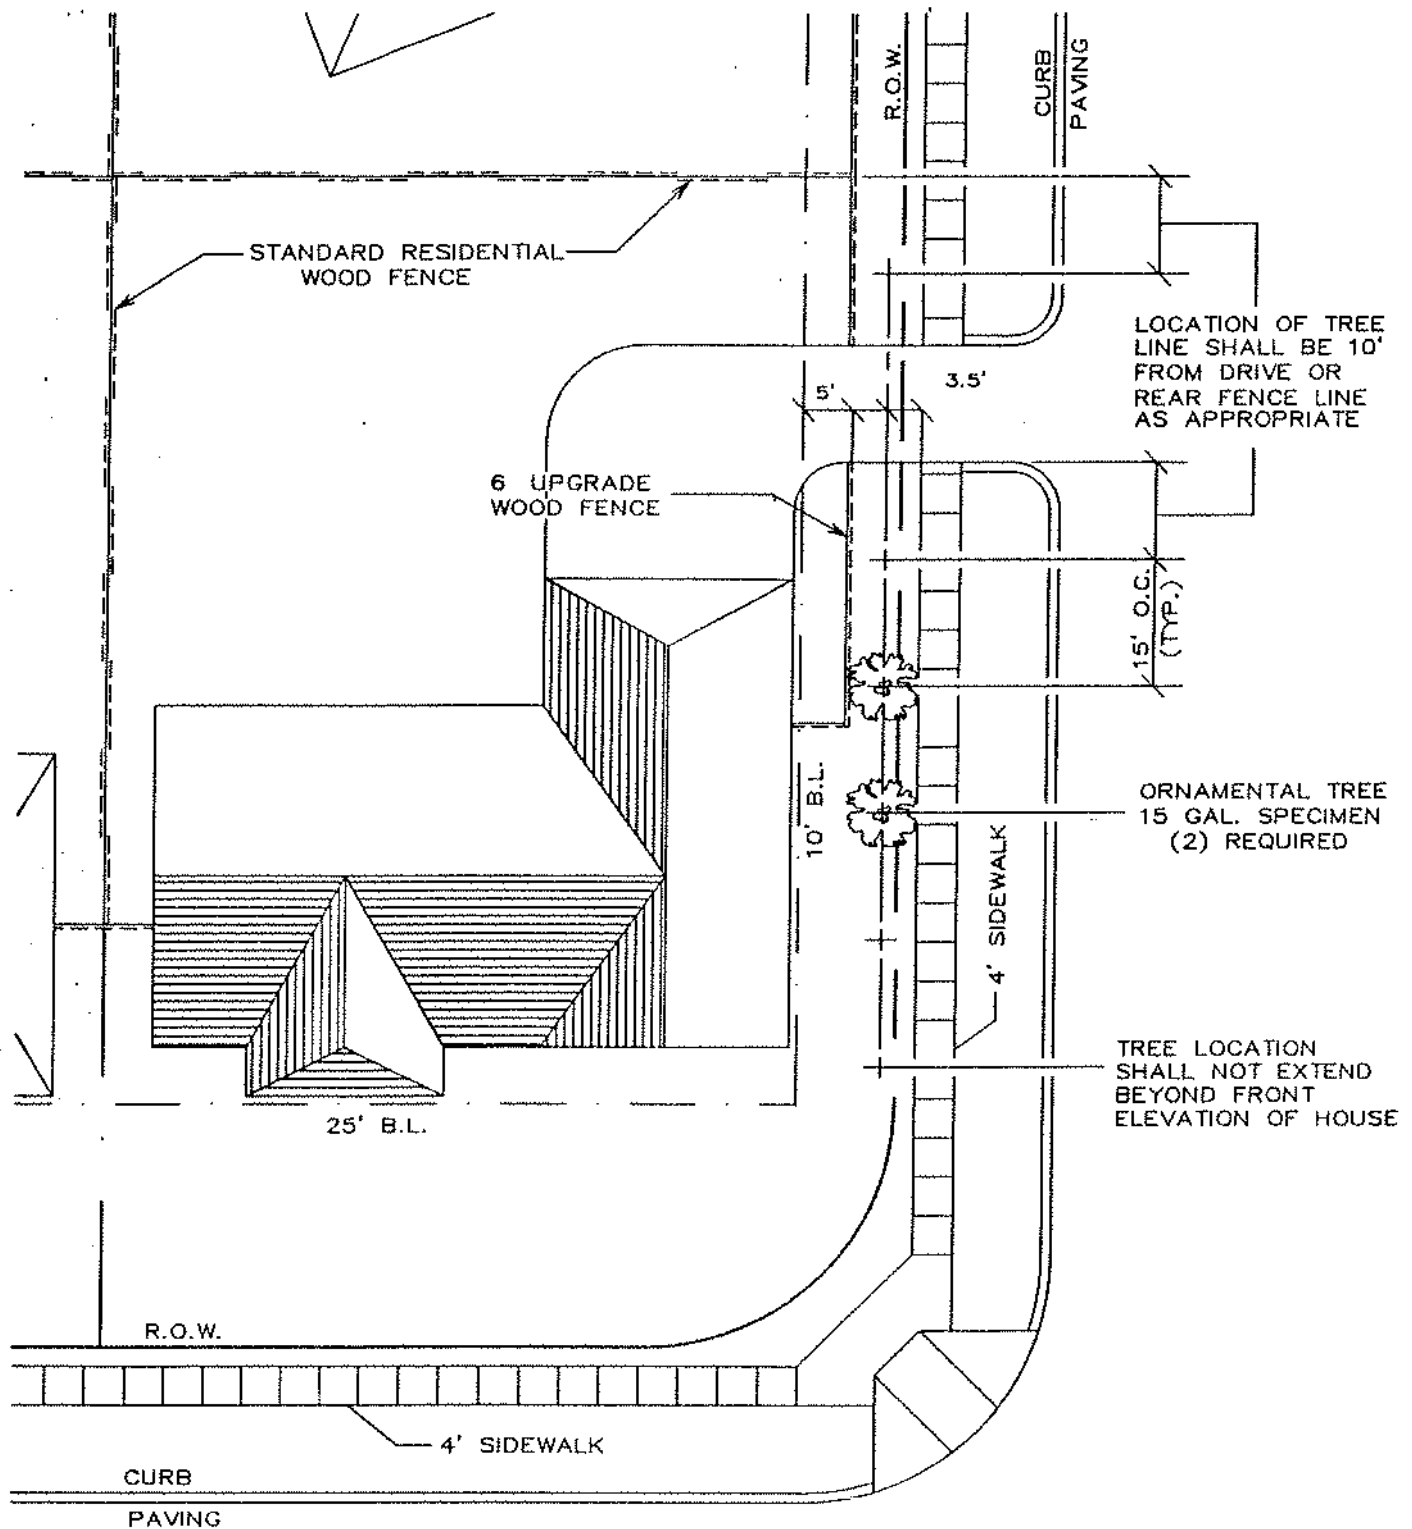 R.O.W.
CURB
PAVING
STANDARD RESIDENTIAL
WOOD FENCE
LOCATION OF TREE
LINE SHALL BE 10'
FROM DRIVE OR
REAR FENCE LINE
AS APPROPRIATE
5'
3.5'
6 UPGRADE
WOOD FENCE
15' O.C.
(TYP.)
10' B.L.
ORNAMENTAL TREE
15 GAL. SPECIMEN
(2) REQUIRED
4' SIDEWALK
TREE LOCATION
SHALL NOT EXTEND
BEYOND FRONT
ELEVATION OF HOUSE
25' B.L.
R.O.W.
4' SIDEWALK
CURB
PAVING